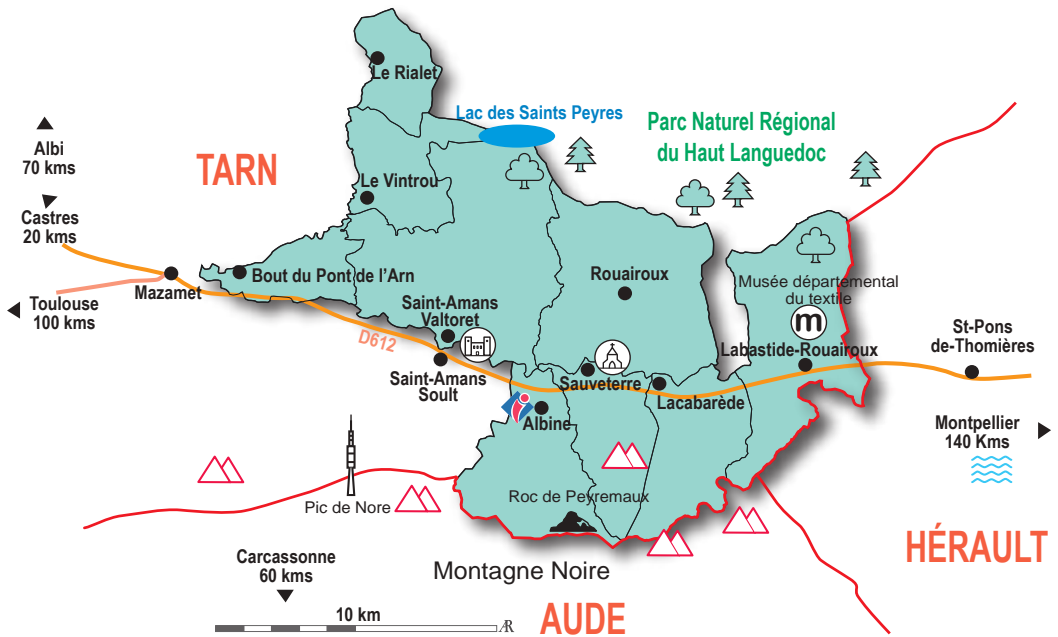 Le Rialet
Lac des Saints Peyres
Parc Naturel Régional
du Haut Languedoc
Albi
70 kms
TARN
Castres
20 kms
Le Vintrou
Bout du Pont de l'Arn
Rouairoux
Mazamet
Toulouse
100 kms
Musée départemental
du textile
m
Saint-Amans
Valtoret
D612
Labastide-Rouairoux
St-Pons
de-Thomières
Saint-Amans
Soult
Sauveterre
Lacabarède
Albine
Montpellier
140 Kms
Roc de Peyremaux
Pic de Nore
HÉRAULT
Carcassonne
60 kms
Montagne Noire
10 km
AUDE